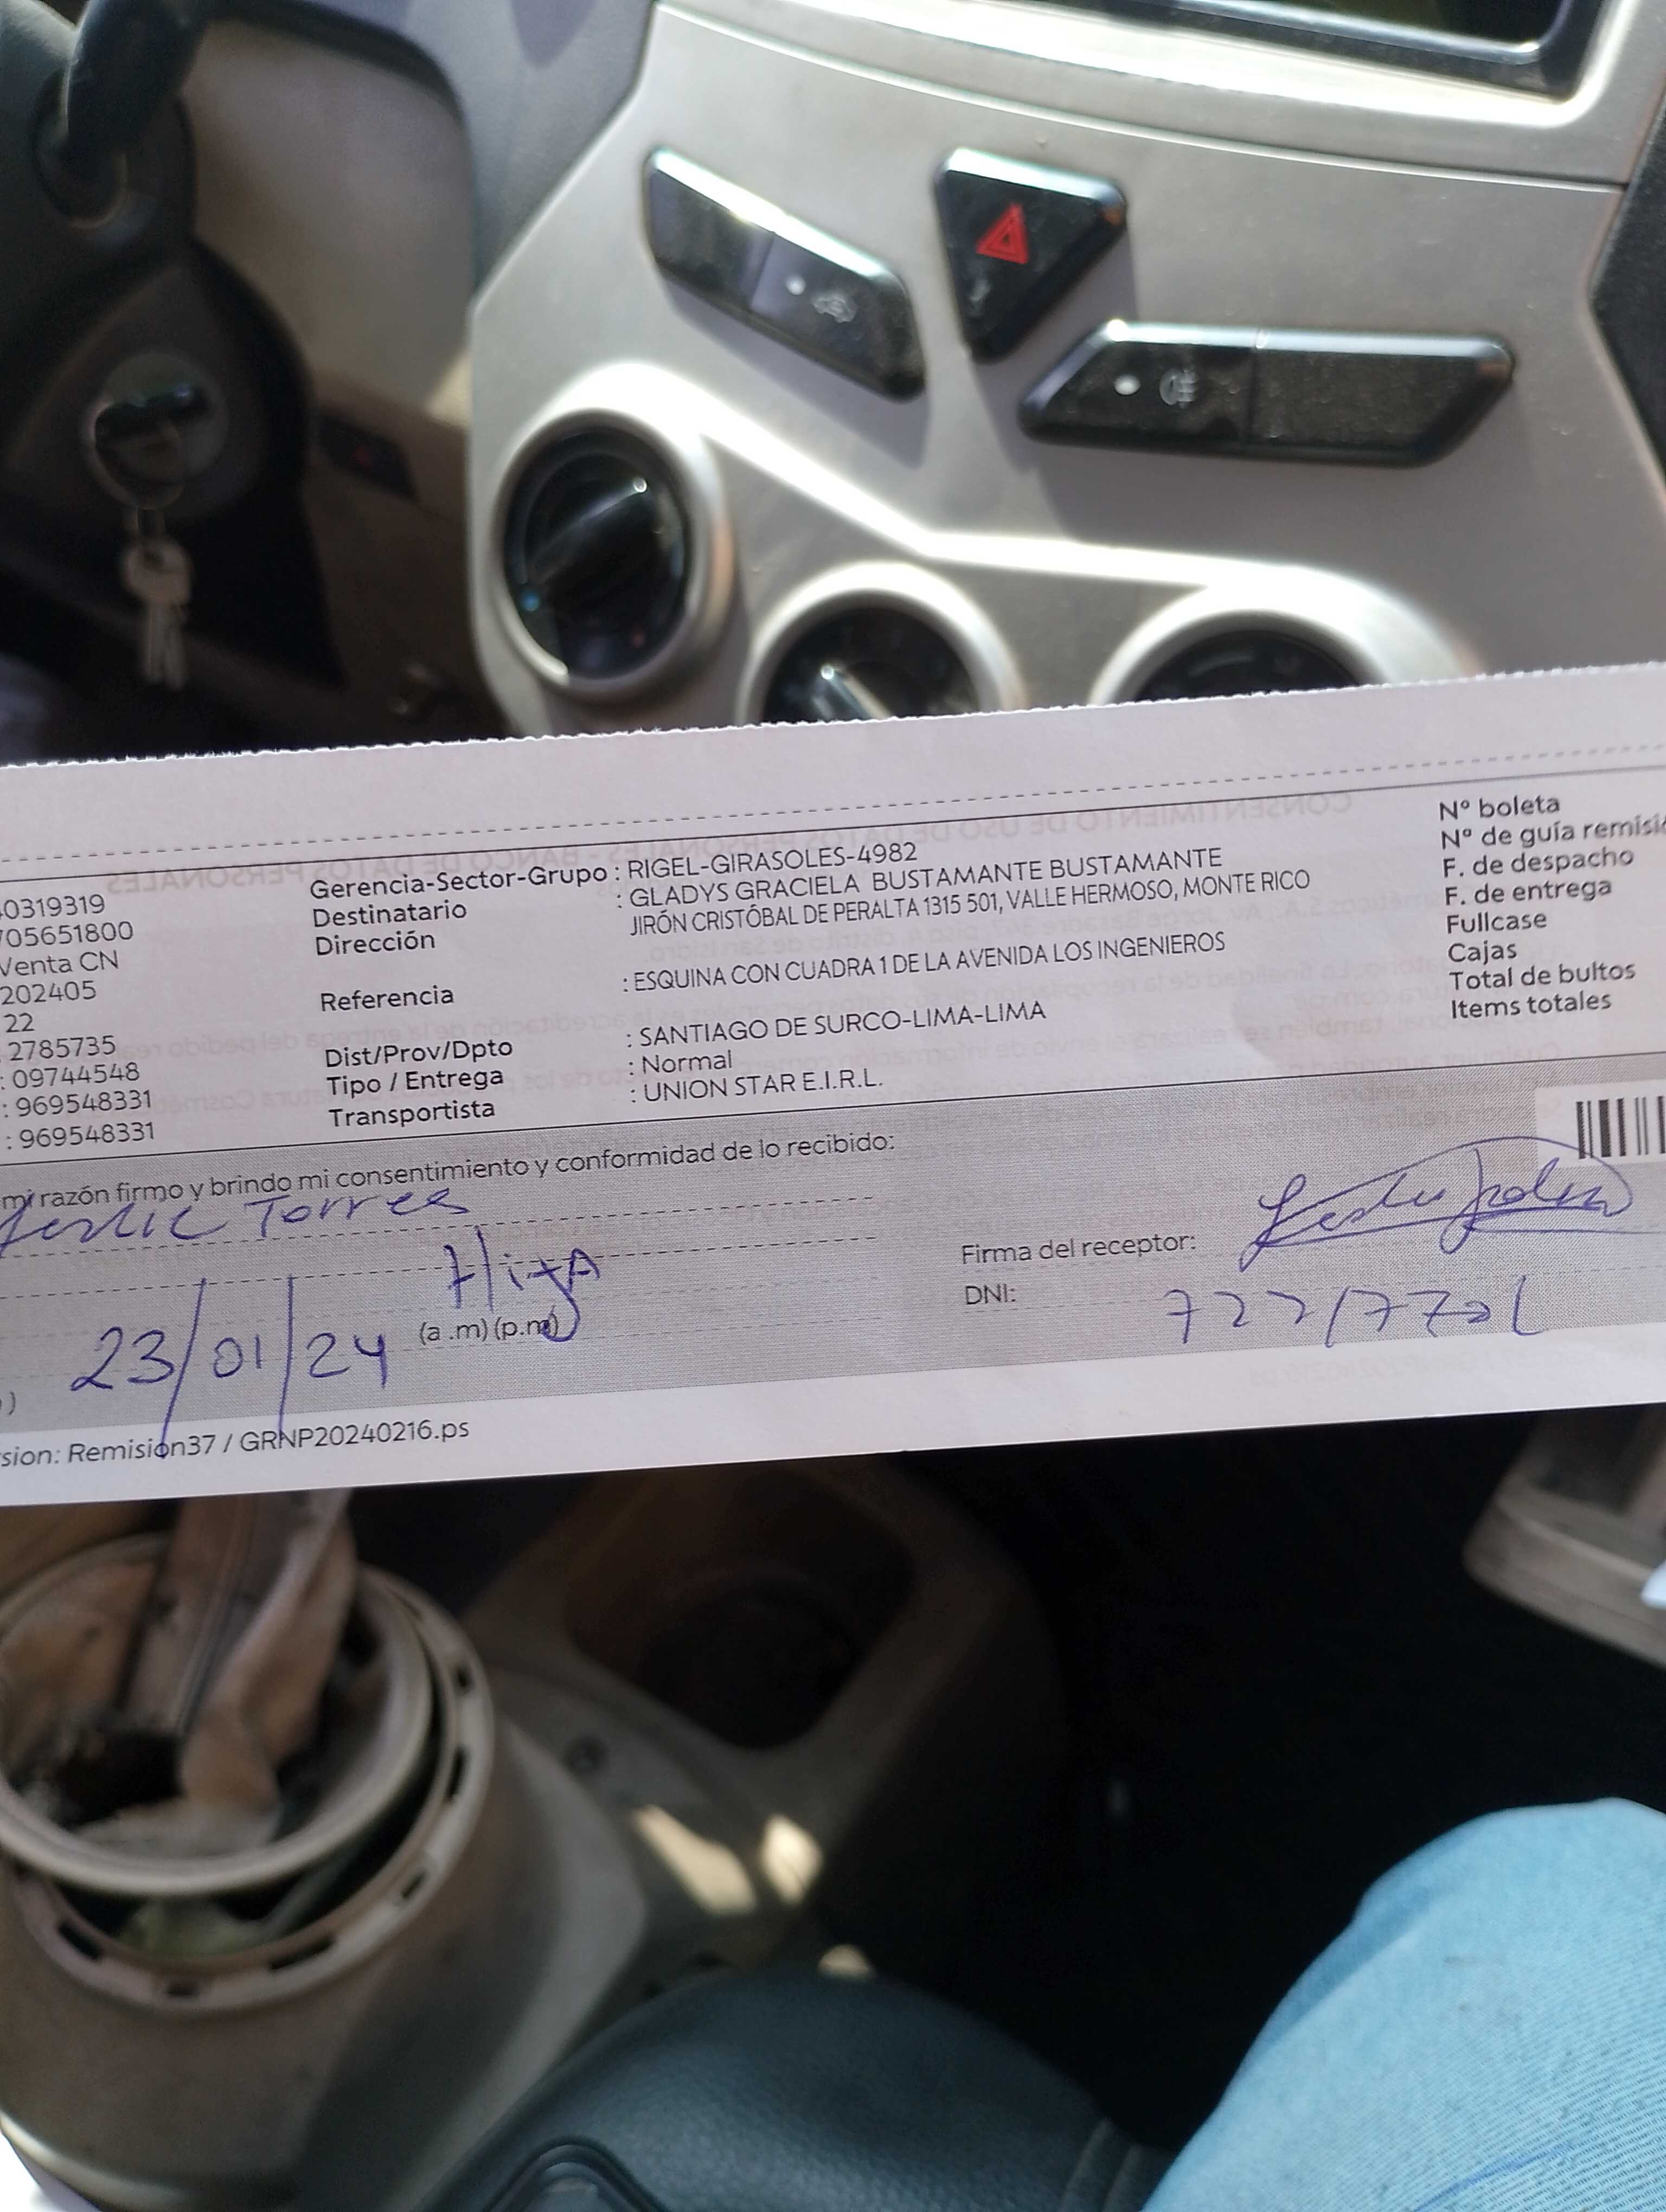 Gerencia-Sector-Grupo : RIGEL-GIRASOLES-4982
Destinatario : GLADYS GRACIELA BUSTAMANTE BUSTAMANTE
Dirección JIRÓN CRISTÓBAL DE PERALTA 1315 501, VALLE HERMOSO, MONTE RICO
Referencia : ESQUINA CON CUADRA 1 DE LA AVENIDA LOS INGENIEROS
Dist/Prov/Dpto : SANTIAGO DE SURCO-LIMA-LIMA
Tipo / Entrega : Normal
Transportista : UNION STAR E.I.R.L.
0319319
705651800
Venta CN
202405
22
2785735
: 09744548
: 969548331
: 969548331
N° boleta
N° de guía remisi
F. de despacho
F. de entrega
Fullcase
Cajas
Total de bultos
Items totales
mi razón firmo y brindo mi consentimiento y conformidad de lo recibido:
Torres
Hija
23/01/24 (a.m) (p.m)
Firma del receptor:
DNI:
sion: Remision37 / GRNP20240216.ps